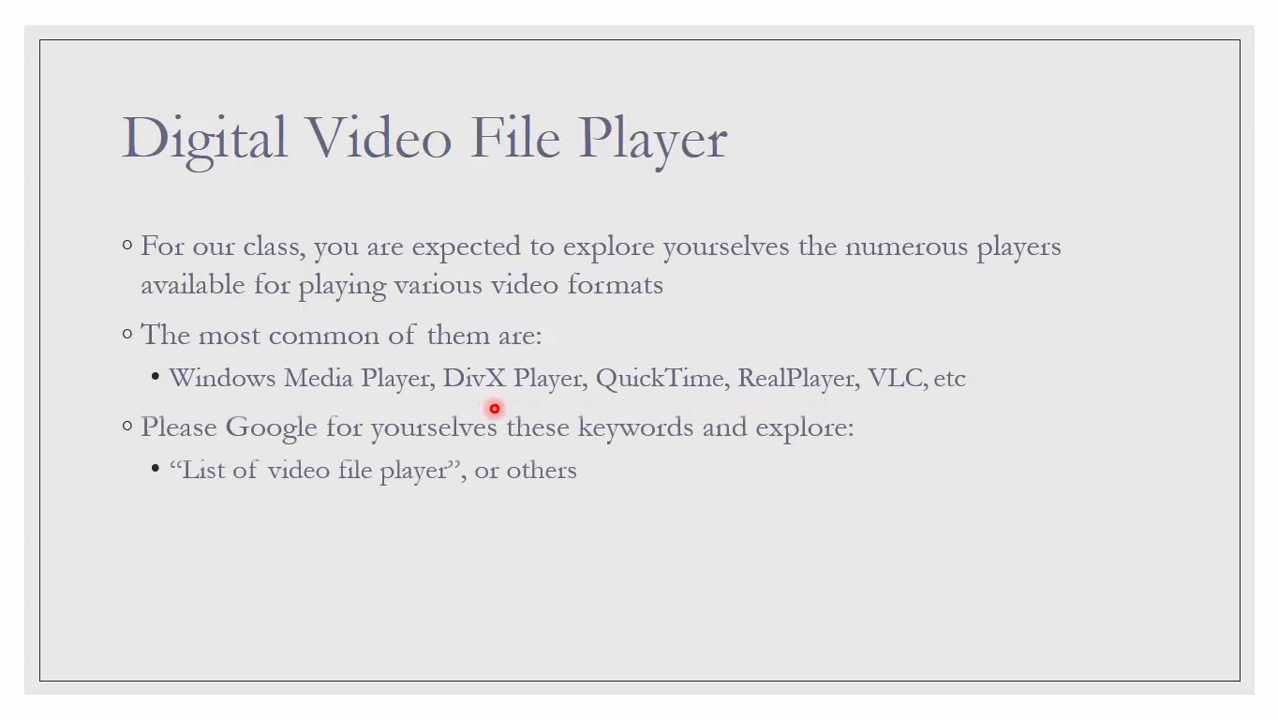 Digital Video File Player
For our class, you are expected to explore yourselves the numerous players
available for playing various video formats
The most common of them are:
Windows Media Player, DivX Player, QuickTime, RealPlayer, VLC, etc
Please Google for yourselves these keywords and explore:
“List of video file player”, or others